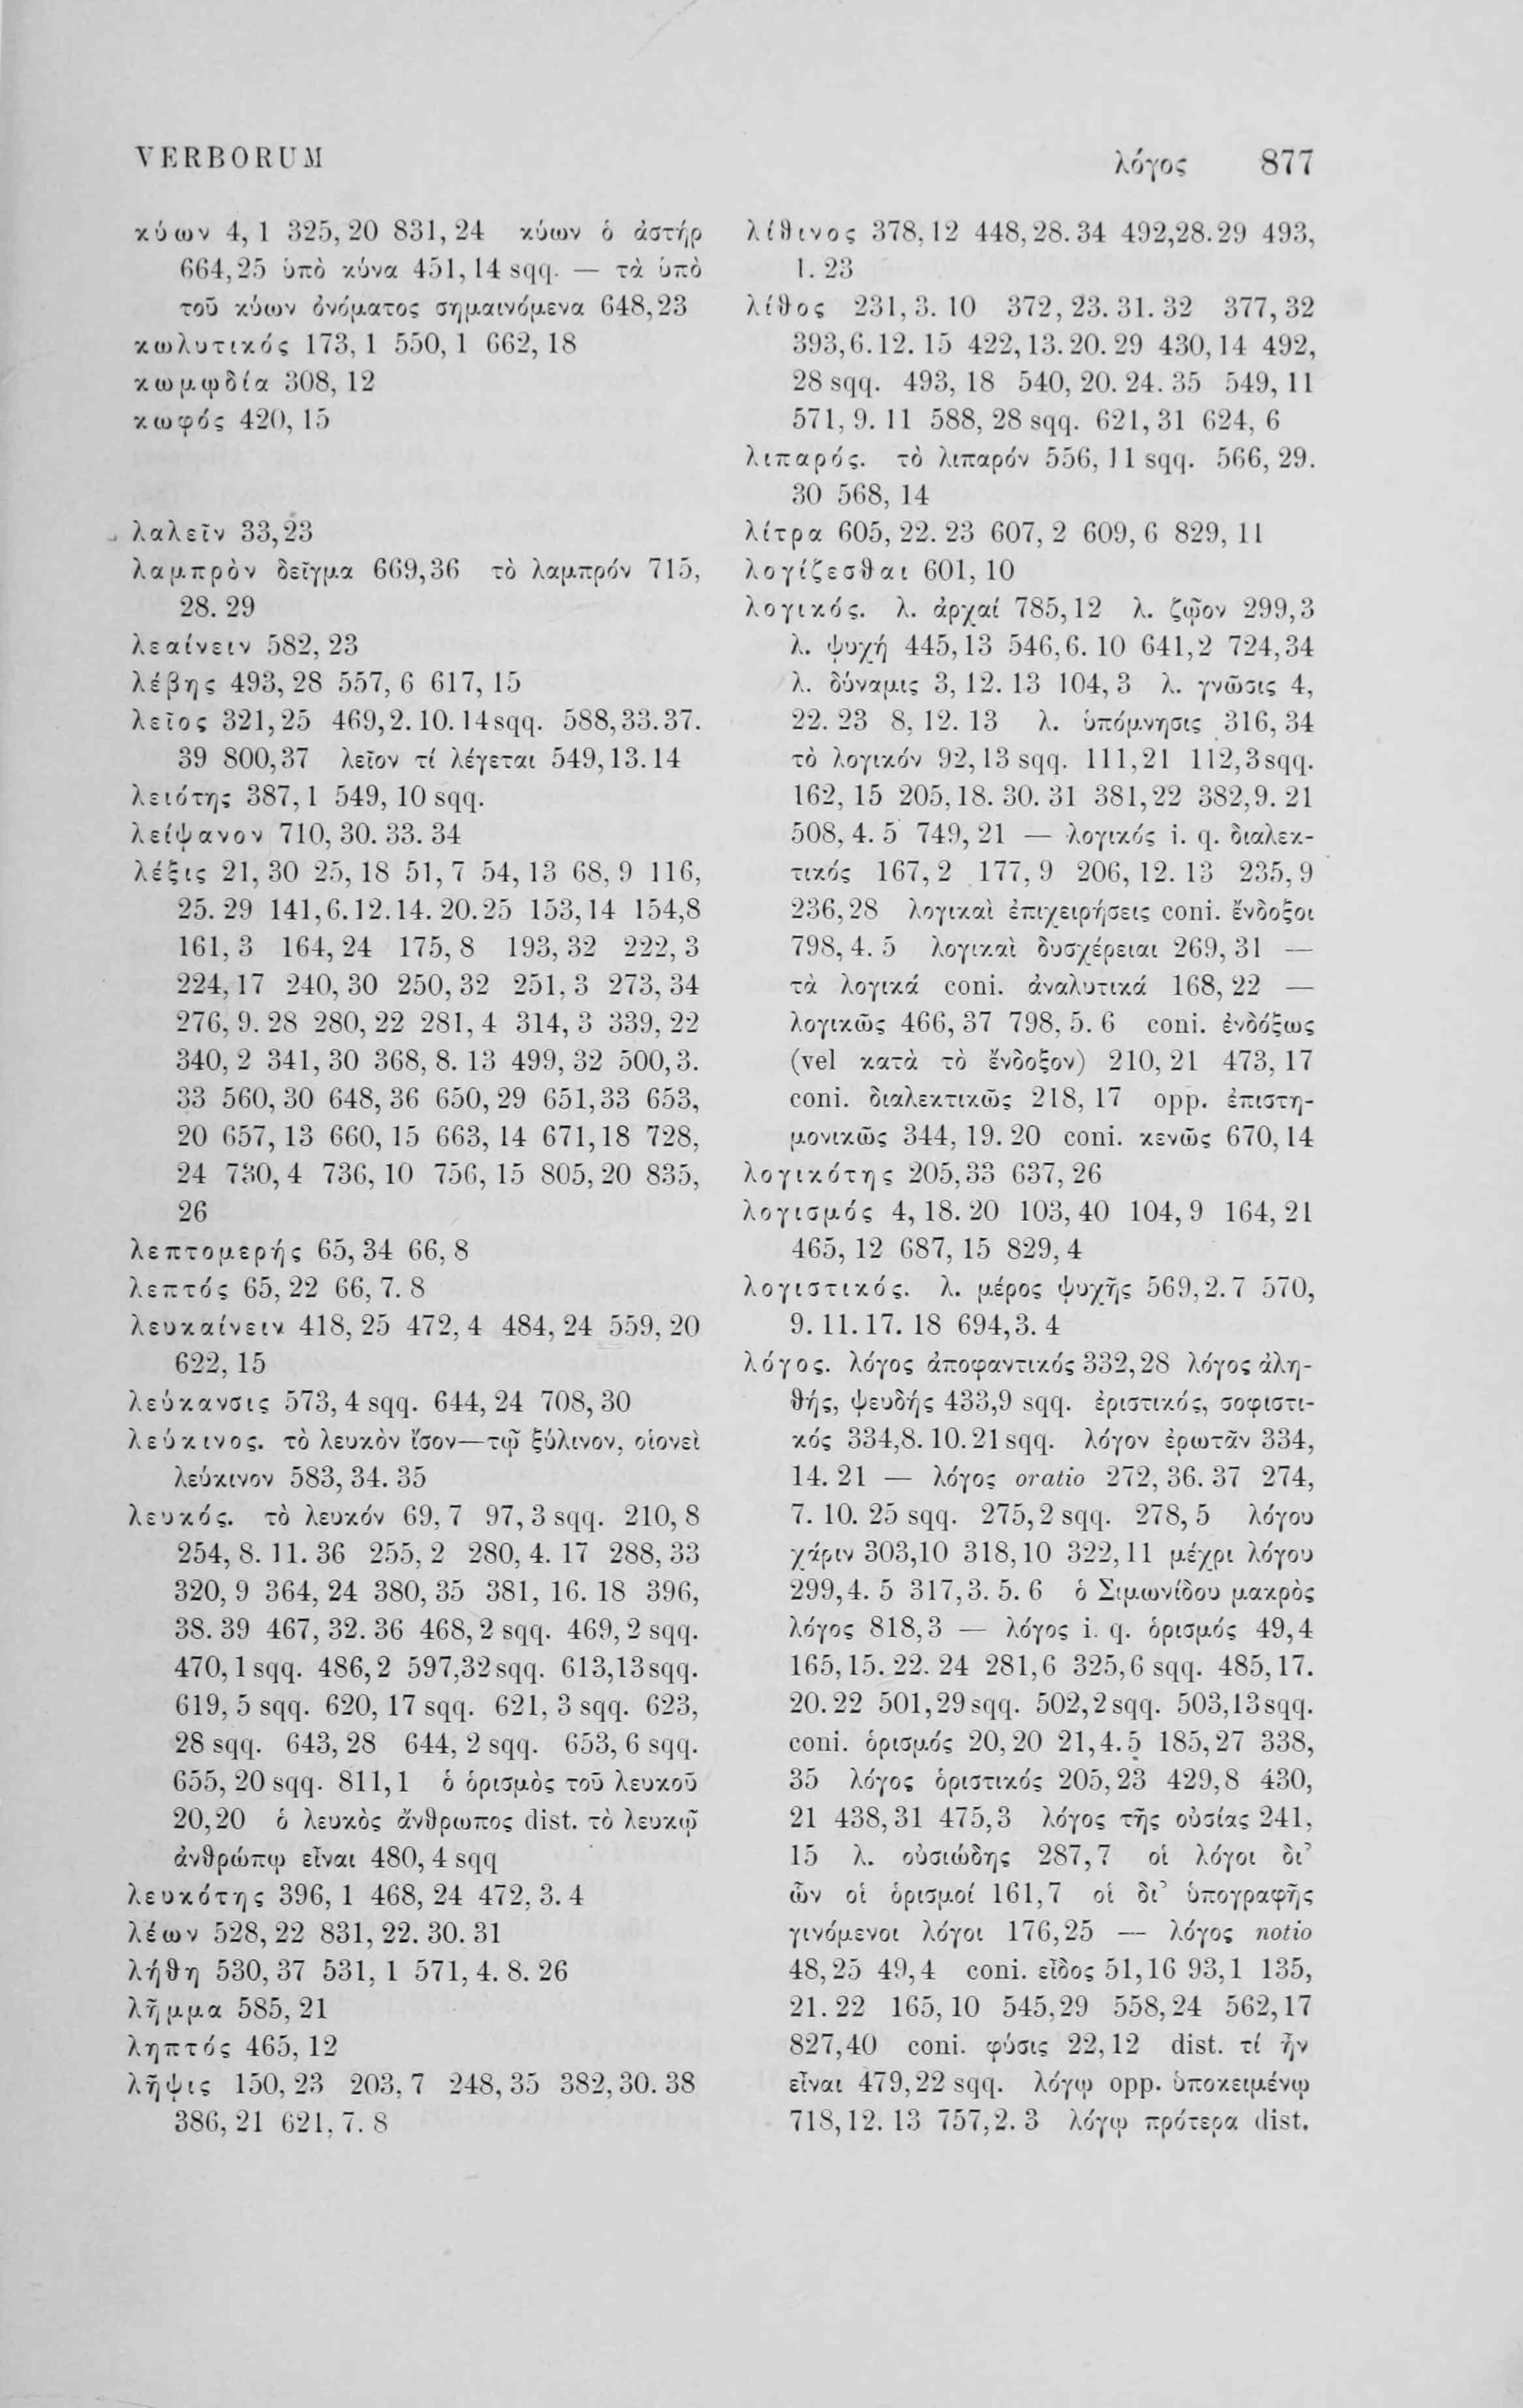 VERBORUM
λόγος 877
κύων 4, 1 325, 20 831, 24 κύων ὁ ἀστήρ
664, 25 ὑπὸ κύνα 451, 14 sqq. — τὰ ὑπὸ
τοῦ κύων ὀνόματος σημαινόμενα 648, 23
κωλυτικός 173, 1 550, 1 662, 18
κωμῳδία 308, 12
κωφός 420, 15
λαλεῖν 33, 23
λαμπρὸν δεῖγμα 669, 36 τὸ λαμπρόν 715,
28. 29
λεαίνειν 582, 23
λέβης 493, 28 557, 6 617, 15
λεῖος 321, 25 469, 2. 10. 14 sqq. 588, 33. 37.
39 800, 37 λεῖον τί λέγεται 549, 13. 14
λειότης 387, 1 549, 10 sqq.
λείψανον 710, 30. 33. 34
λέξις 21, 30 25, 18 51, 7 54, 13 68, 9 116,
25. 29 141, 6. 12. 14. 20. 25 153, 14 154, 8
161, 3 164, 24 175, 8 193, 32 222, 3
224, 17 240, 30 250, 32 251, 3 273, 34
276, 9. 28 280, 22 281, 4 314, 3 339, 22
340, 2 341, 30 368, 8. 13 499, 32 500, 3.
33 560, 30 648, 36 650, 29 651, 33 653,
20 657, 13 660, 15 663, 14 671, 18 728,
24 730, 4 736, 10 756, 15 805, 20 835,
26
λεπτομερής 65, 34 66, 8
λεπτός 65, 22 66, 7. 8
λευκαίνειν 418, 25 472, 4 484, 24 559, 20
622, 15
λεύκανσις 573, 4 sqq. 644, 24 708, 30
λεύκινος. τὸ λευκὸν ἴσον—τῷ ξύλινον, οἱονεὶ
λεύκινον 583, 34. 35
λευκός. τὸ λευκόν 69, 7 97, 3 sqq. 210, 8
254, 8. 11. 36 255, 2 280, 4. 17 288, 33
320, 9 364, 24 380, 35 381, 16. 18 396,
38. 39 467, 32. 36 468, 2 sqq. 469, 2 sqq.
470, 1 sqq. 486, 2 597, 32 sqq. 613, 13 sqq.
619, 5 sqq. 620, 17 sqq. 621, 3 sqq. 623,
28 sqq. 643, 28 644, 2 sqq. 653, 6 sqq.
655, 20 sqq. 811, 1 ὁ ὁρισμὸς τοῦ λευκοῦ
20, 20 ὁ λευκὸς ἄνθρωπος dist. τὸ λευκῷ
ἀνθρώπῳ εἶναι 480, 4 sqq
λευκότης 396, 1 468, 24 472, 3. 4
λέων 528, 22 831, 22. 30. 31
λήθη 530, 37 531, 1 571, 4. 8. 26
λῆμμα 585, 21
ληπτός 465, 12
λῆψις 150, 23 203, 7 248, 35 382, 30. 38
386, 21 621, 7. 8
λίθινος 378, 12 448, 28. 34 492, 28. 29 493,
1. 23
λίθος 231, 3. 10 372, 23. 31. 32 377, 32
393, 6. 12. 15 422, 13. 20. 29 430, 14 492,
28 sqq. 493, 18 540, 20. 24. 35 549, 11
571, 9. 11 588, 28 sqq. 621, 31 624, 6
λιπαρός. τὸ λιπαρόν 556, 11 sqq. 566, 29.
30 568, 14
λίτρα 605, 22. 23 607, 2 609, 6 829, 11
λογίζεσθαι 601, 10
λογικός. λ. ἀρχαί 785, 12 λ. ζῷον 299, 3
λ. ψυχή 445, 13 546, 6. 10 641, 2 724, 34
λ. δύναμις 3, 12. 13 104, 3 λ. γνῶσις 4,
22. 23 8, 12. 13 λ. ὑπόμνησις 316, 34
τὸ λογικόν 92, 13 sqq. 111, 21 112, 3 sqq.
162, 15 205, 18. 30. 31 381, 22 382, 9. 21
508, 4. 5 749, 21 — λογικός i. q. διαλεκ-
τικός 167, 2 177, 9 206, 12. 13 235, 9
236, 28 λογικαὶ ἐπιχειρήσεις coni. ἔνδοξοι
798, 4. 5 λογικαὶ δυσχέρειαι 269, 31 —
τὰ λογικά coni. ἀναλυτικά 168, 22 —
λογικῶς 466, 37 798, 5. 6 coni. ἐνδόξως
(vel κατὰ τὸ ἔνδοξον) 210, 21 473, 17
coni. διαλεκτικῶς 218, 17 opp. ἐπιστη-
μονικῶς 344, 19. 20 coni. κενῶς 670, 14
λογικότης 205, 33 637, 26
λογισμός 4, 18. 20 103, 40 104, 9 164, 21
465, 12 687, 15 829, 4
λογιστικός. λ. μέρος ψυχῆς 569, 2. 7 570,
9. 11. 17. 18 694, 3. 4
λόγος. λόγος ἀποφαντικός 332, 28 λόγος ἀλη-
θής, ψευδής 433, 9 sqq. ἐριστικός, σοφιστι-
κός 334, 8. 10. 21 sqq. λόγον ἐρωτᾶν 334,
14. 21 — λόγος oratio 272, 36. 37 274,
7. 10. 25 sqq. 275, 2 sqq. 278, 5 λόγου
χάριν 303, 10 318, 10 322, 11 μέχρι λόγου
299, 4. 5 317, 3. 5. 6 ὁ Σιμωνίδου μακρὸς
λόγος 818, 3 — λόγος i. q. ὁρισμός 49, 4
165, 15. 22. 24 281, 6 325, 6 sqq. 485, 17.
20. 22 501, 29 sqq. 502, 2 sqq. 503, 13 sqq.
coni. ὁρισμός 20, 20 21, 4. 5 185, 27 338,
35 λόγος ὁριστικός 205, 23 429, 8 430,
21 438, 31 475, 3 λόγος τῆς οὐσίας 241,
15 λ. οὐσιώδης 287, 7 οἱ λόγοι δι’
ὧν οἱ ὁρισμοί 161, 7 οἱ δι’ ὑπογραφῆς
γινόμενοι λόγοι 176, 25 — λόγος notio
48, 25 49, 4 coni. εἶδος 51, 16 93, 1 135,
21. 22 165, 10 545, 29 558, 24 562, 17
827, 40 coni. φύσις 22, 12 dist. τί ἦν
εἶναι 479, 22 sqq. λόγῳ opp. ὑποκειμένῳ
718, 12. 13 757, 2. 3 λόγῳ πρότερα dist.